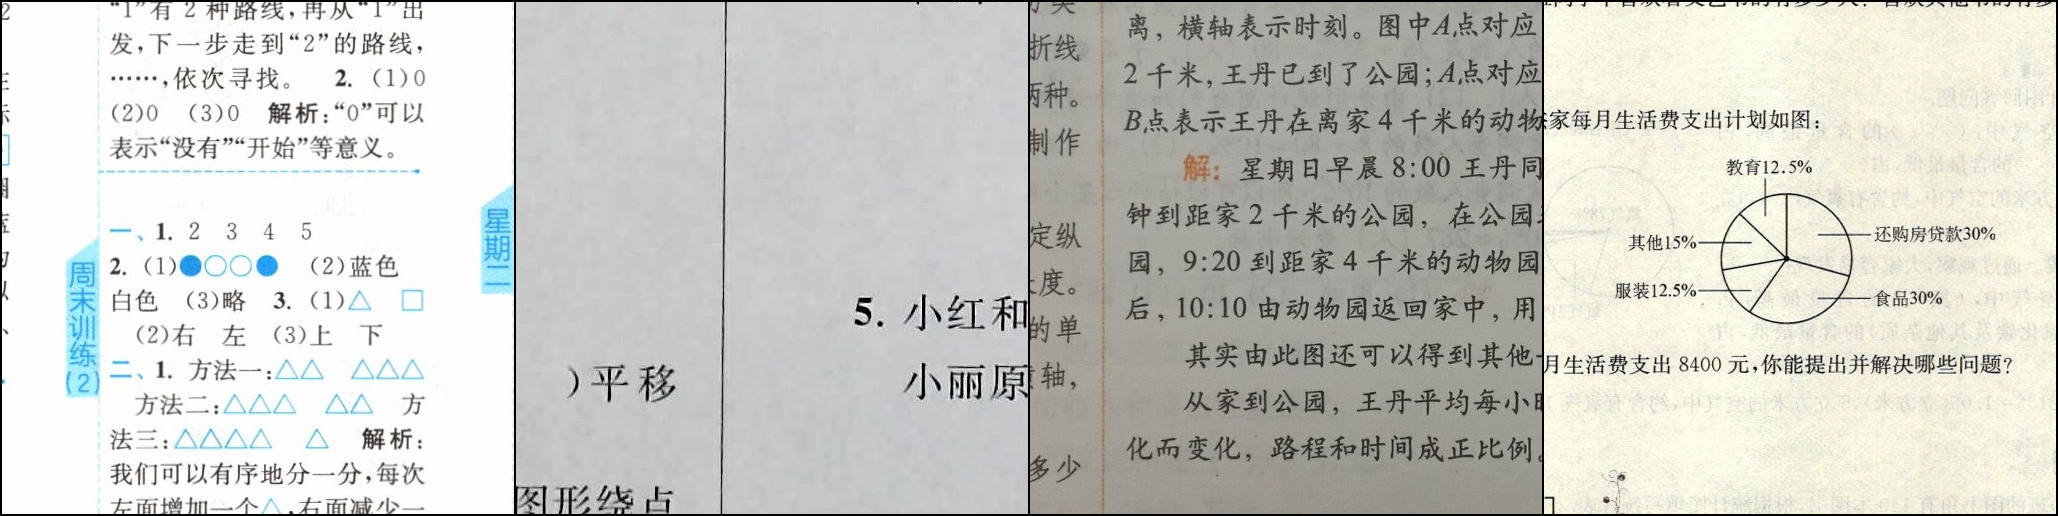 “1”有 2 种路线,再从“1”出
发,下一步走到“2”的路线,
……,依次寻找。 2. (1)0
(2)0 (3)0 解析:“0”可以
表示“没有”“开始”等意义。
周末训练(2)
一、1. 2 3 4 5
2. (1)●○○● (2)蓝色
白色 (3)略 3. (1)△ □
(2)右 左 (3)上 下
二、1. 方法一:△△ △△△
方法二:△△△ △△ 方
法三:△△△△ △ 解析:
我们可以有序地分一分,每次
左面增加一个△,右面减少一
星期二
)平移
图形绕点
5. 小红和
小丽原
折线
两种。
制作
定纵
度。
的单
轴,
多少
离，横轴表示时刻。图中A点对应
2 千米,王丹已到了公园;A点对应
B点表示王丹在离家 4 千米的动物
解: 星期日早晨 8:00 王丹同
钟到距家 2 千米的公园，在公园
园，9:20 到距家 4 千米的动物园
后，10:10 由动物园返回家中，用
其实由此图还可以得到其他
从家到公园，王丹平均每小时
化而变化，路程和时间成正比例。
家每月生活费支出计划如图:
教育12.5%
其他15%
还购房贷款30%
服装12.5%
食品30%
月生活费支出 8400 元,你能提出并解决哪些问题?